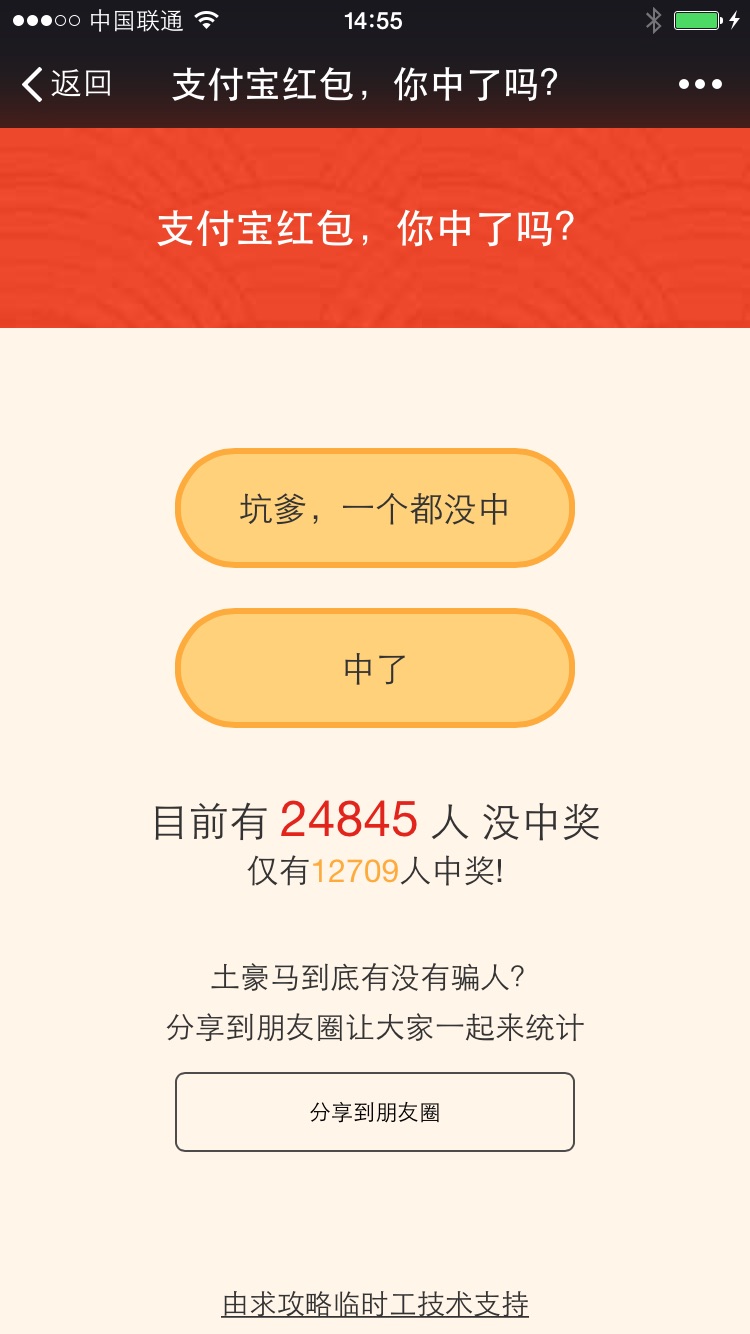 中国联通 14:55
返回 支付宝红包，你中了吗？
支付宝红包，你中了吗？
坑爹，一个都没中
中了
目前有 24845 人 没中奖
仅有12709人中奖!
土豪马到底有没有骗人？
分享到朋友圈让大家一起来统计
分享到朋友圈
由求攻略临时工技术支持